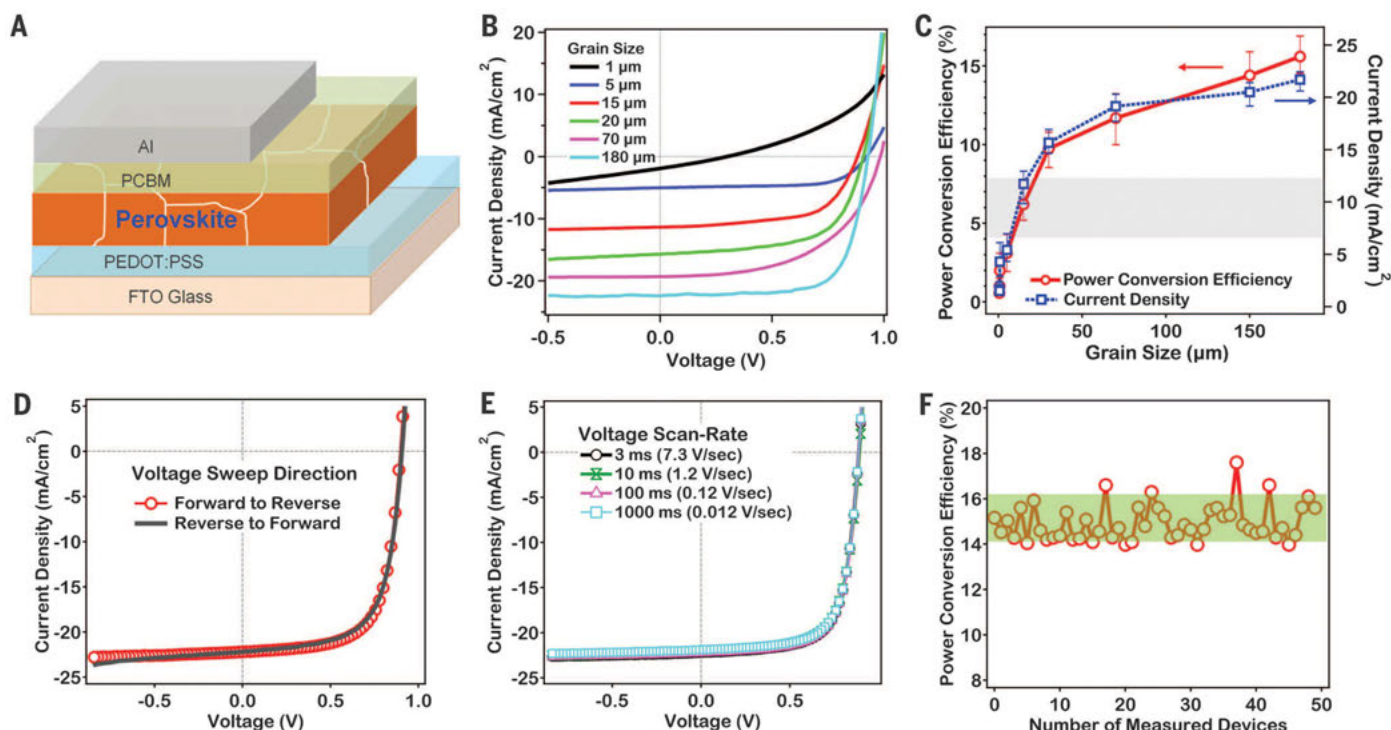 A
Al
PCBM
Perovskite
PEDOT:PSS
FTO Glass
B
Current Density (mA/cm2)
20
10
0
-10
-20
Grain Size
1 µm
5 µm
15 µm
20 µm
70 µm
180 µm
-0.5
0.0
0.5
1.0
Voltage (V)
C
Power Conversion Efficiency (%)
15
10
5
0
25
20
15
10
5
0
Current Density (mA/cm2)
Power Conversion Efficiency
Current Density
0
50
100
150
Grain Size (µm)
D
Current Density (mA/cm2)
5
0
-5
-10
-15
-20
-25
Voltage Sweep Direction
Forward to Reverse
Reverse to Forward
-0.5
0.0
0.5
1.0
Voltage (V)
E
Current Density (mA/cm2)
5
0
-5
-10
-15
-20
-25
Voltage Scan-Rate
3 ms (7.3 V/sec)
10 ms (1.2 V/sec)
100 ms (0.12 V/sec)
1000 ms (0.012 V/sec)
-0.5
0.0
0.5
Voltage (V)
F
Power Conversion Efficiency (%)
20
18
16
14
12
10
8
0
10
20
30
40
50
Number of Measured Devices